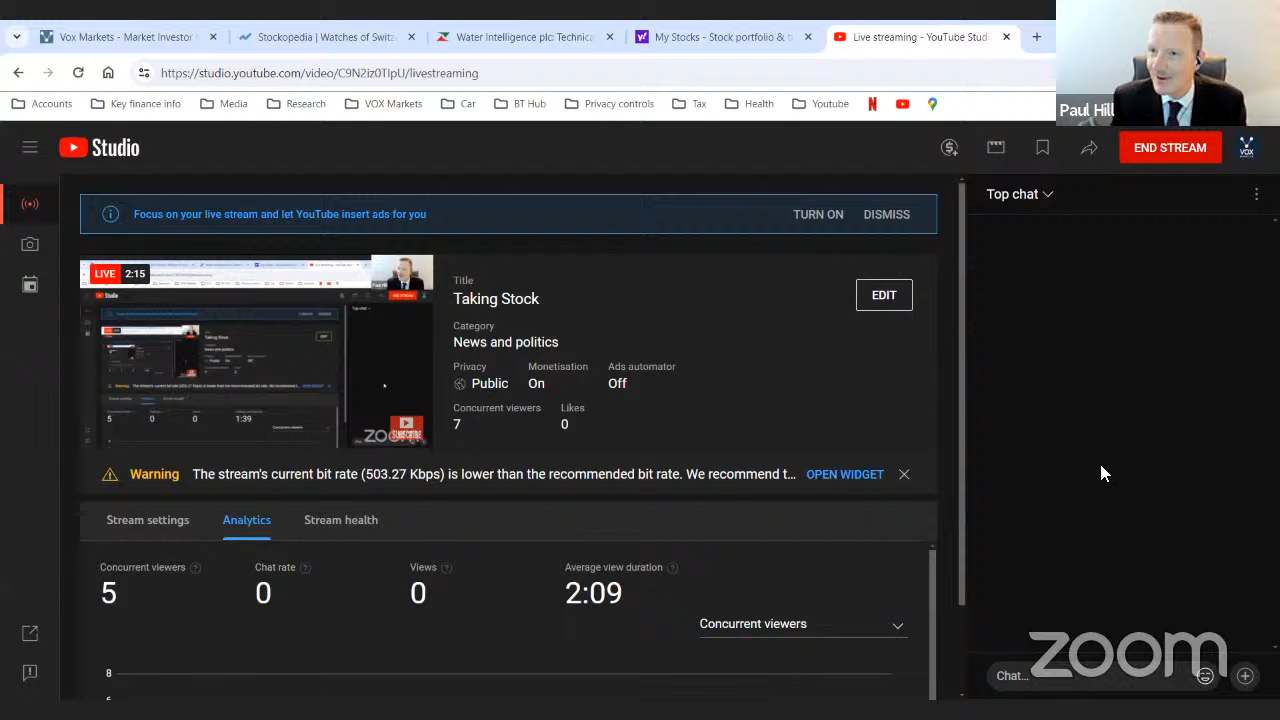 Vox Markets - Market Investor
Stockopedia | Watches of Switz
Water Intelligence plc: Technica
My Stocks - Stock portfolio & t
Live streaming - YouTube Studi
https://studio.youtube.com/video/C9N2iz0TIpU/livestreaming
Accounts
Key finance info
Media
Research
VOX Markets
Car
BT Hub
Privacy controls
Tax
Health
Youtube
Paul Hill
Studio
END STREAM
VOX
Focus on your live stream and let YouTube insert ads for you
TURN ON
DISMISS
Top chat
LIVE 2:15
Title
Taking Stock
EDIT
Category
News and politics
Privacy
Monetisation
Ads automator
Public
On
Off
Concurrent viewers
Likes
7
0
SUBSCRIBE
Warning
The stream's current bit rate (503.27 Kbps) is lower than the recommended bit rate. We recommend t...
OPEN WIDGET
Stream settings
Analytics
Stream health
Concurrent viewers
Chat rate
Views
Average view duration
5
0
0
2:09
Concurrent viewers
8
zoom
Chat...